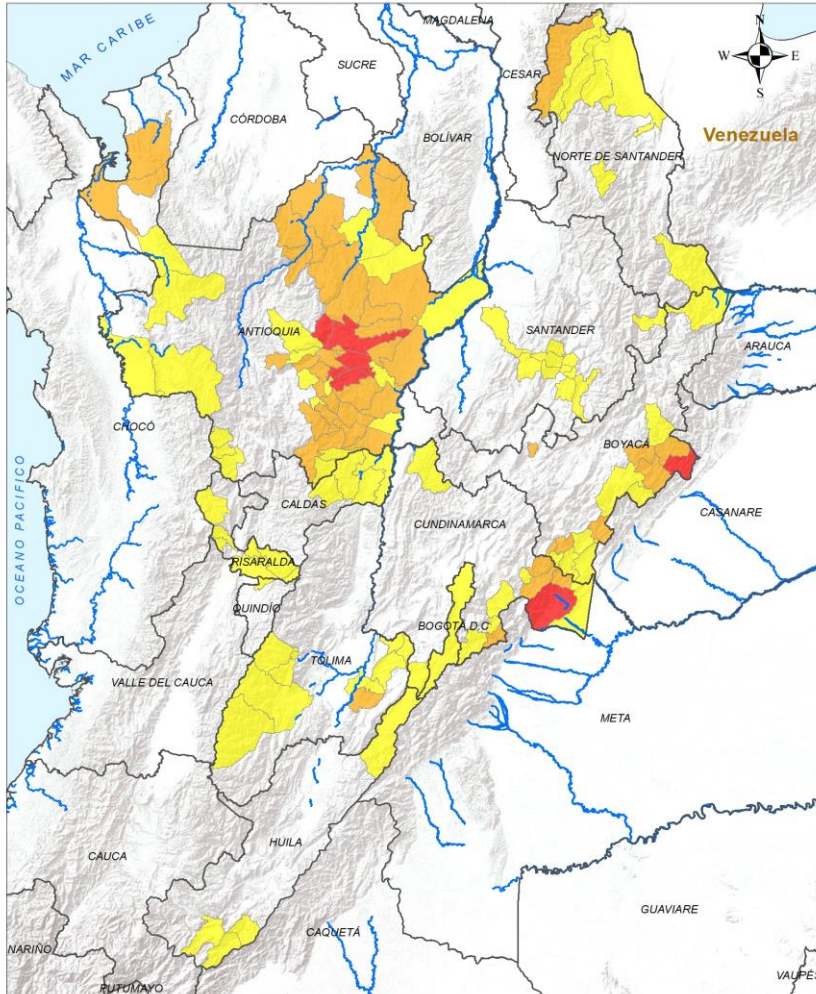 MAGDALENA
MAR CARIBE
N
W E
S
SUCRE
CESAR
CÓRDOBA
BOLÍVAR
Venezuela
NORTE DE SANTANDER
ANTIOQUIA
SANTANDER
ARAUCA
CHOCÓ
BOYACÁ
OCEANO PACIFICO
CALDAS
CASANARE
CUNDINAMARCA
RISARALDA
QUINDÍO
BOGOTÁ,D.C
TOLIMA
VALLE DEL CAUCA
META
HUILA
CAUCA
GUAVIARE
CAQUETÁ
NARIÑO
PUTUMAYO
VAUPÉS